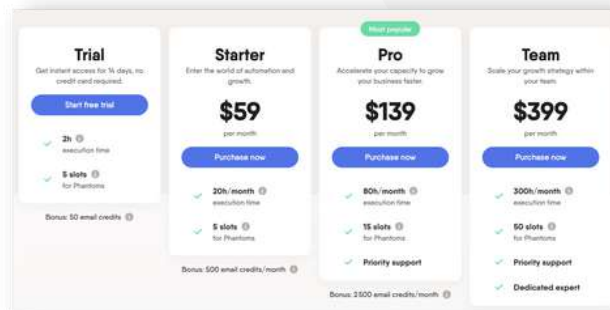 Most popular
Trial
Get instant access for 14 days, no
credit card required.
Start free trial
2h
execution time
5 slots
for Phantoms
Bonus: 50 email credits
Starter
Enter the world of automation and
growth.
$59
per month
Purchase now
20h/month
execution time
5 slots
for Phantoms
Bonus: 500 email credits/month
Pro
Accelerate your capacity to grow
your business faster.
$139
per month
Purchase now
80h/month
execution time
15 slots
for Phantoms
Priority support
Bonus: 2500 email credits/month
Team
Scale your growth strategy within
your team.
$399
per month
Purchase now
300h/month
execution time
50 slots
for Phantoms
Priority support
Dedicated expert